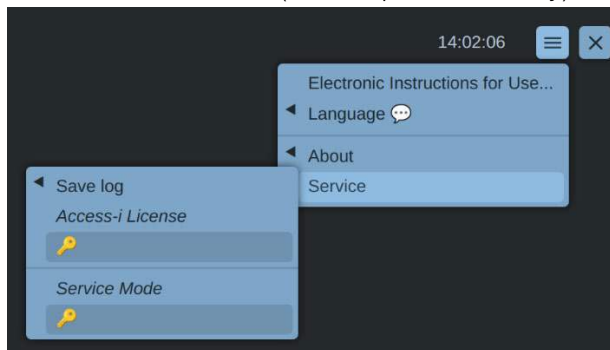 14:02:06
Electronic Instructions for Use...
Language
About
Service
Save log
Access-i License
Service Mode